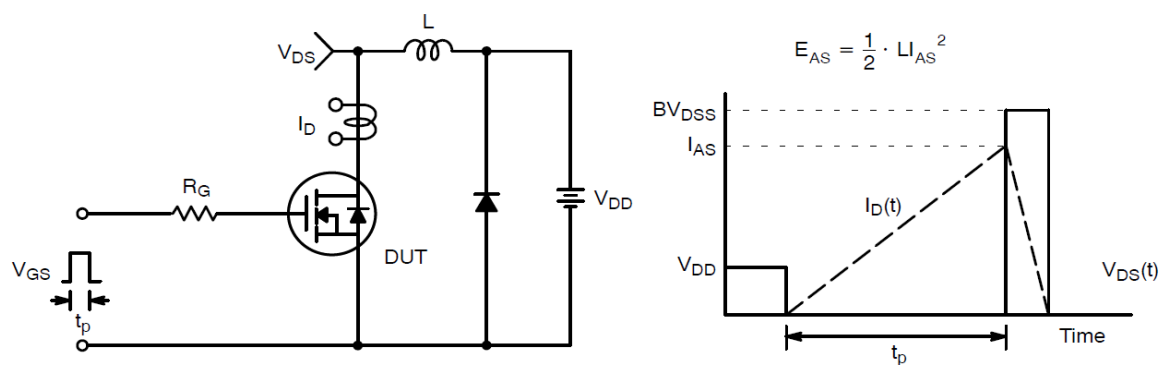 V_DS
L
I_D
R_G
V_DD
V_GS
DUT
t_p
E_AS = 1/2 · LI_AS^2
BV_DSS
I_AS
I_D(t)
V_DD
V_DS(t)
t_p
Time